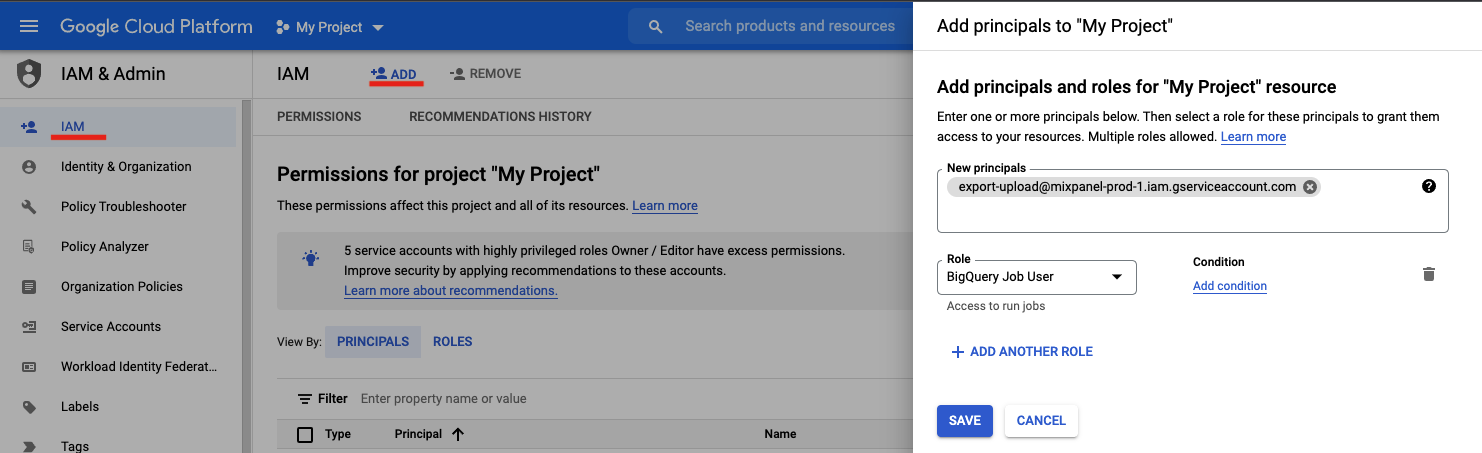 Google Cloud Platform
My Project
Search products and resources
IAM & Admin
IAM
Identity & Organization
Policy Troubleshooter
Policy Analyzer
Organization Policies
Service Accounts
Workload Identity Federat...
Labels
Tags
IAM
ADD
REMOVE
PERMISSIONS
RECOMMENDATIONS HISTORY
Permissions for project "My Project"
These permissions affect this project and all of its resources. Learn more
5 service accounts with highly privileged roles Owner / Editor have excess permissions.
Improve security by applying recommendations to these accounts.
Learn more about recommendations.
View By:
PRINCIPALS
ROLES
Filter
Enter property name or value
Type
Principal
Name
Add principals to "My Project"
Add principals and roles for "My Project" resource
Enter one or more principals below. Then select a role for these principals to grant them
access to your resources. Multiple roles allowed. Learn more
New principals
export-upload@mixpanel-prod-1.iam.gserviceaccount.com
Role
BigQuery Job User
Access to run jobs
Condition
Add condition
ADD ANOTHER ROLE
SAVE
CANCEL